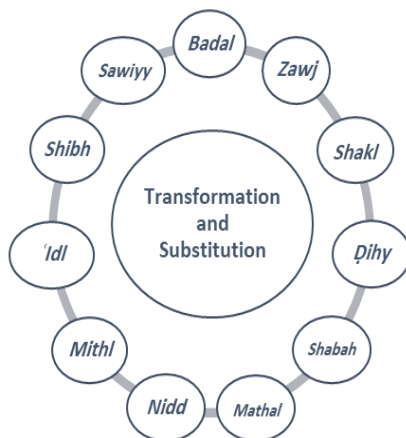 Badal
Zawj
Shakl
Ḍihy
Shabah
Mathal
Nidd
Mithl
ʿIdl
Shibh
Sawiyy
Transformation
and
Substitution